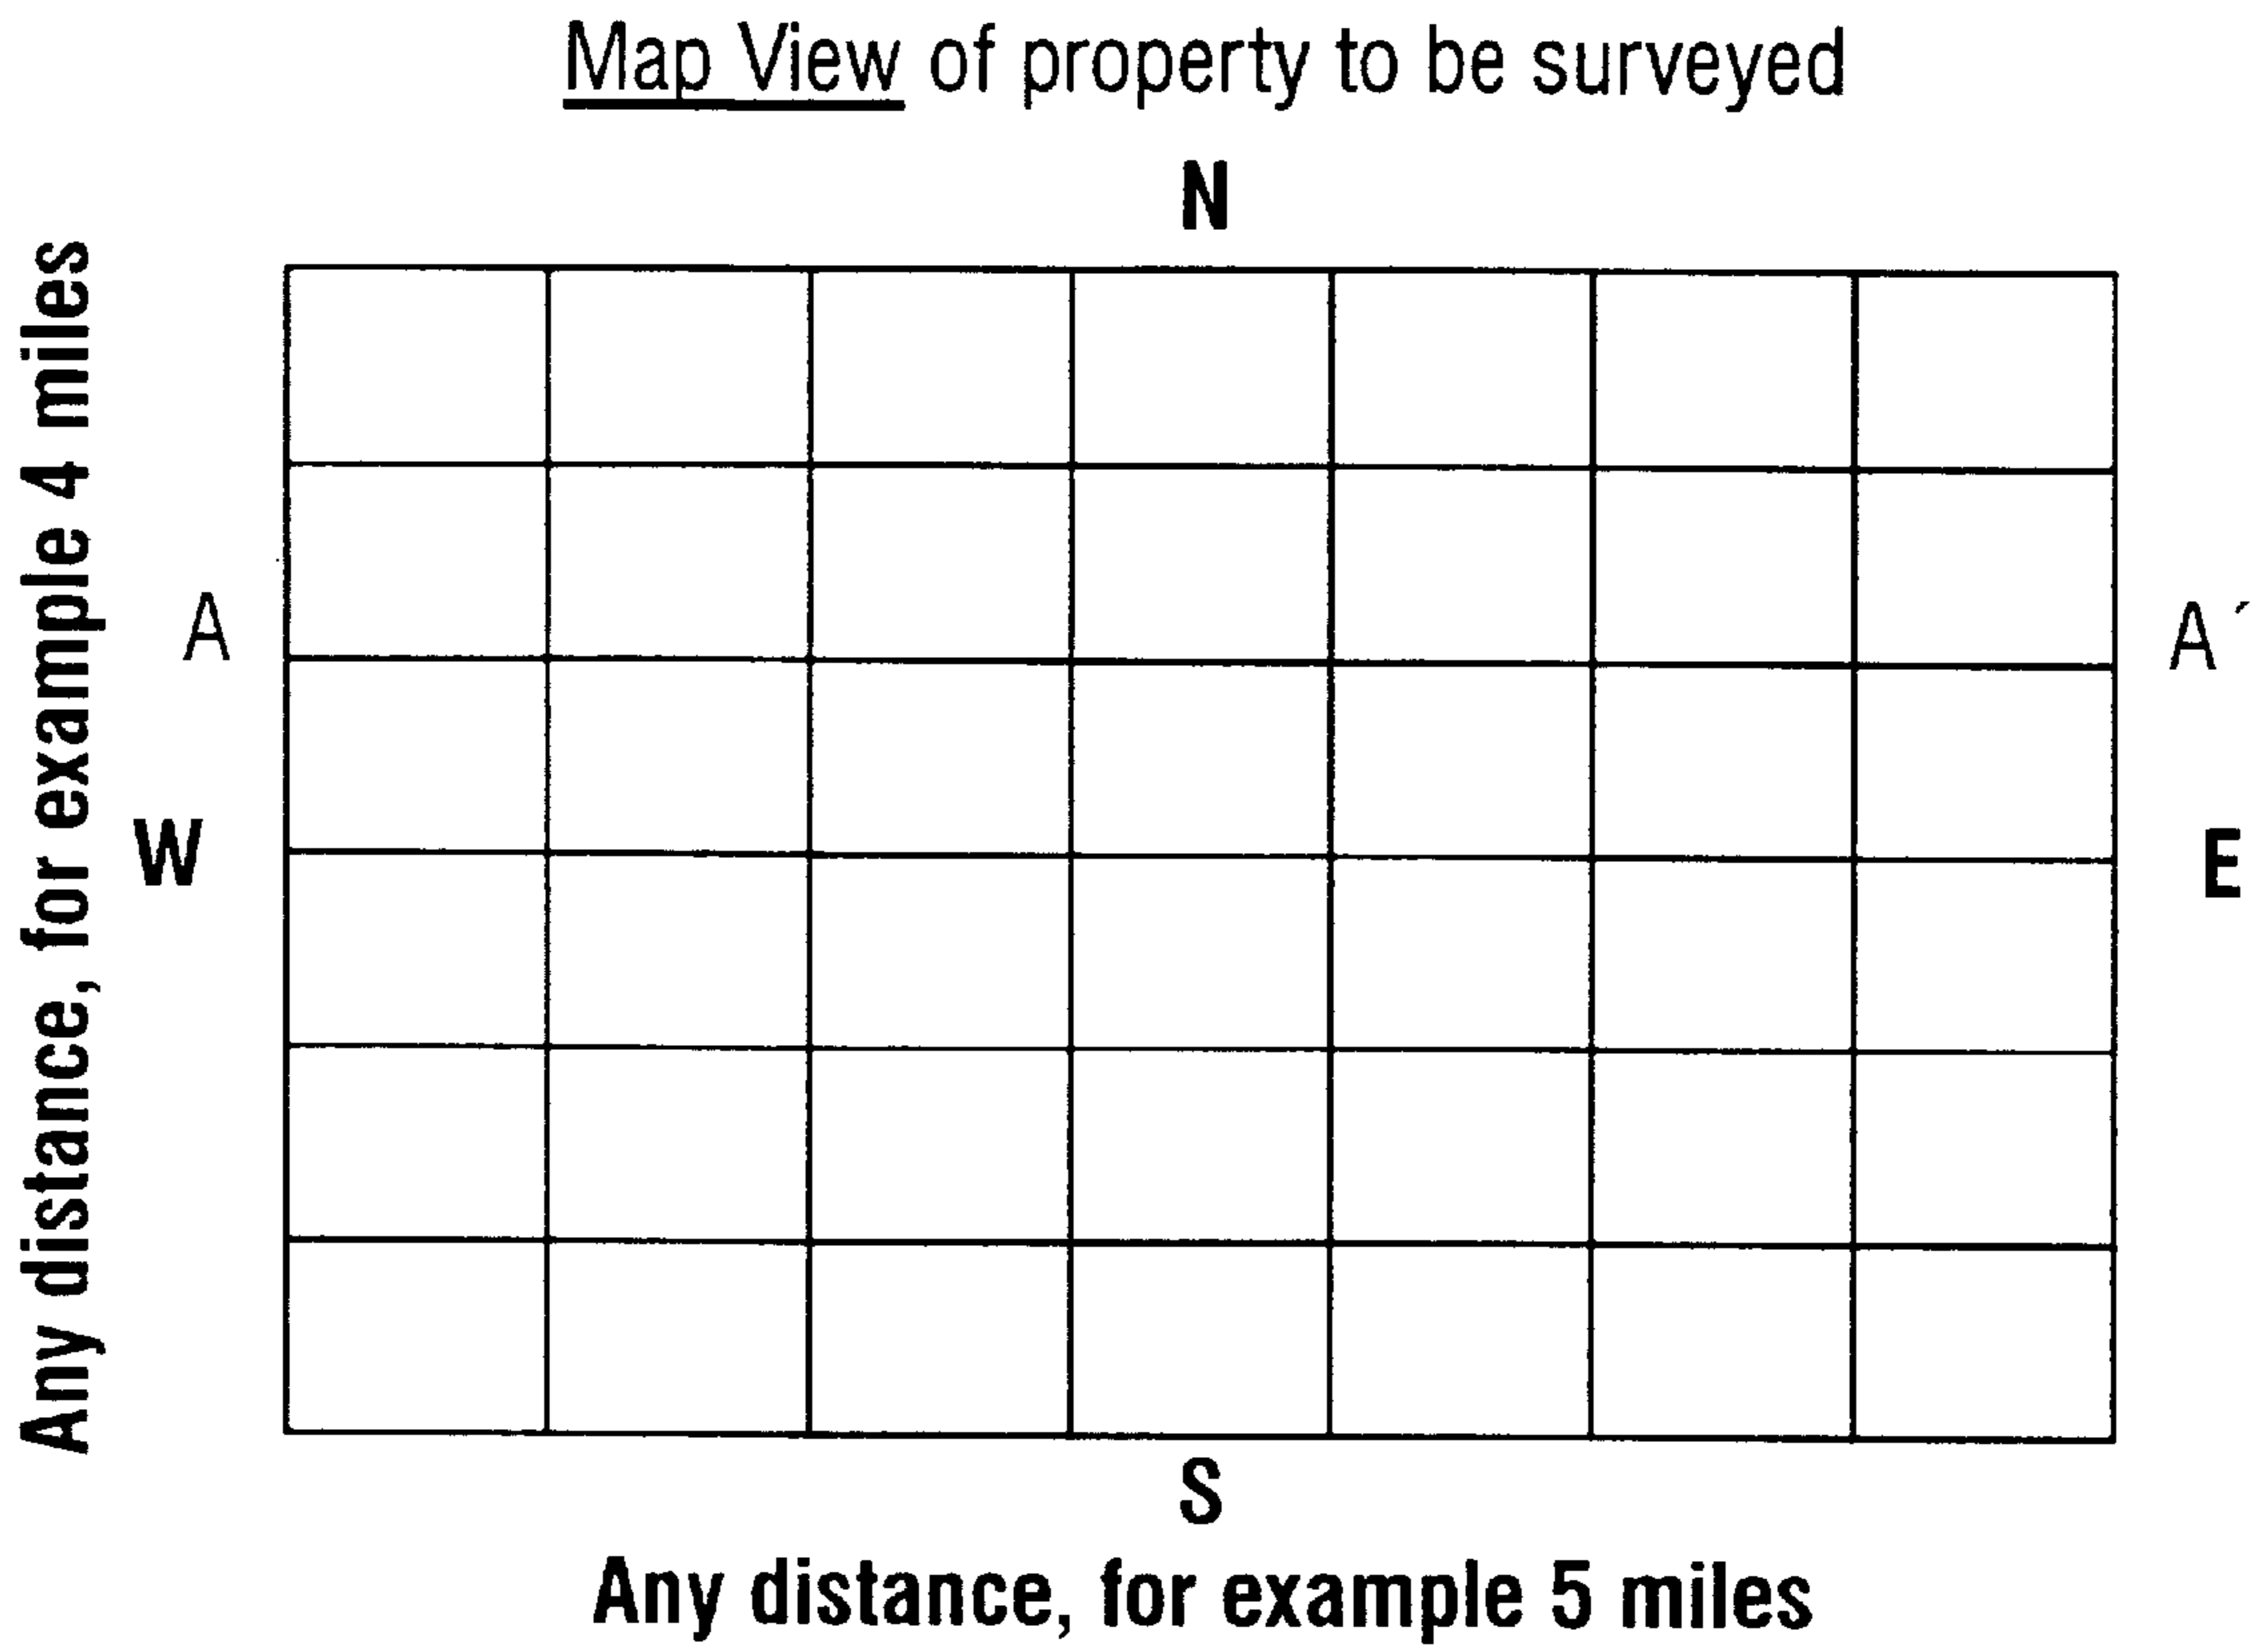 Map View of property to be surveyed
N
Any distance, for example 4 miles
A
A´
W
E
S
Any distance, for example 5 miles